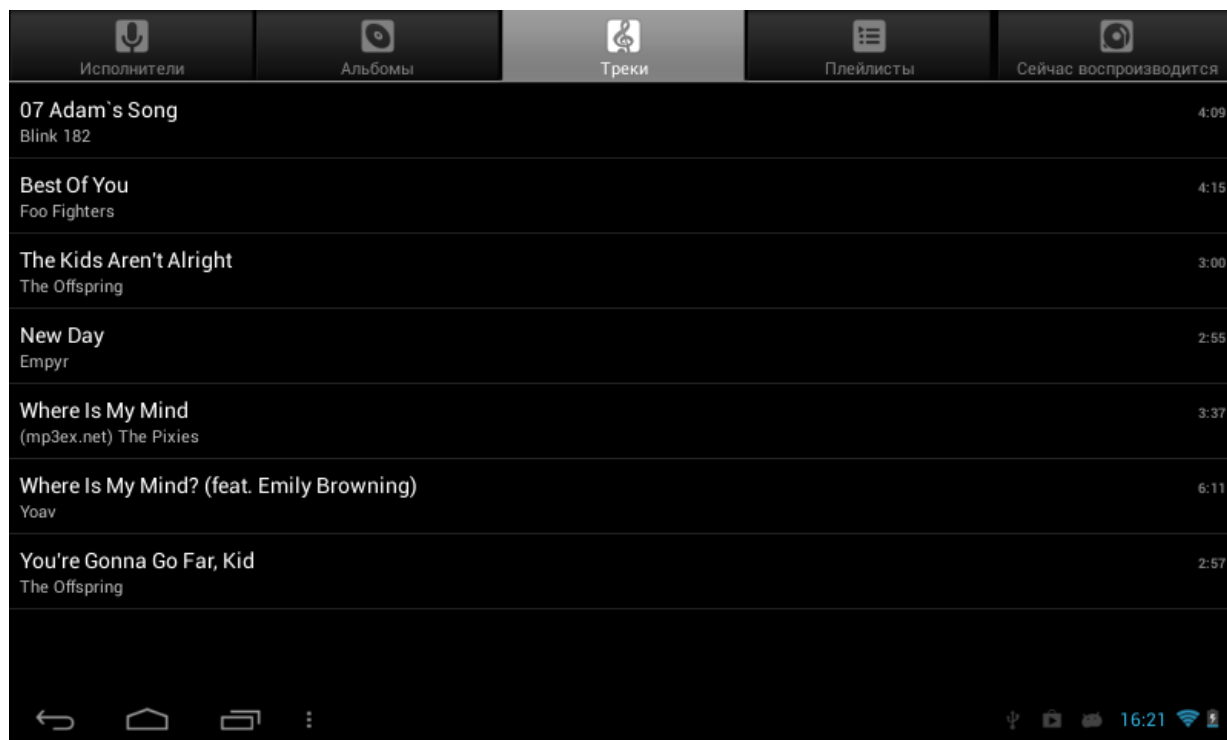 Исполнители
Альбомы
Треки
Плейлисты
Сейчас воспроизводится
07 Adam`s Song
4:09
Blink 182
Best Of You
4:15
Foo Fighters
The Kids Aren't Alright
3:00
The Offspring
New Day
2:55
Empyr
Where Is My Mind
3:37
(mp3ex.net) The Pixies
Where Is My Mind? (feat. Emily Browning)
6:11
Yoav
You're Gonna Go Far, Kid
2:57
The Offspring
16:21